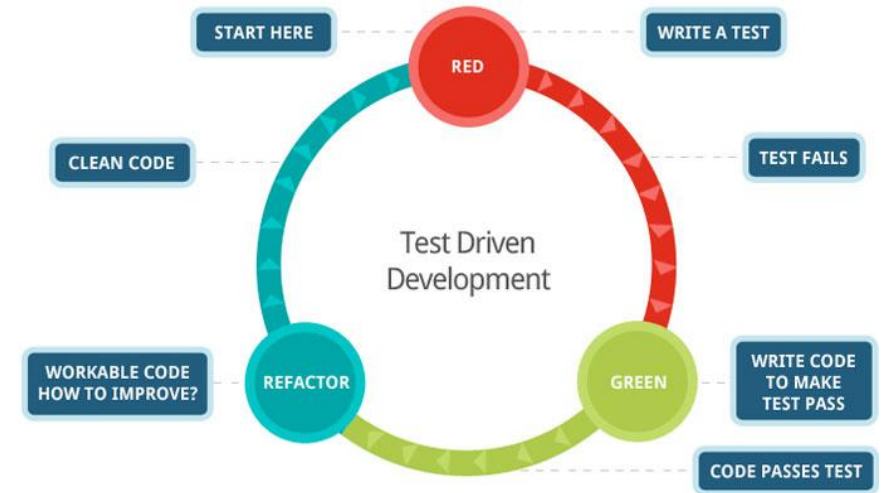 START HERE
RED
WRITE A TEST
CLEAN CODE
TEST FAILS
Test Driven
Development
WORKABLE CODE
HOW TO IMPROVE?
REFACTOR
GREEN
WRITE CODE
TO MAKE
TEST PASS
CODE PASSES TEST